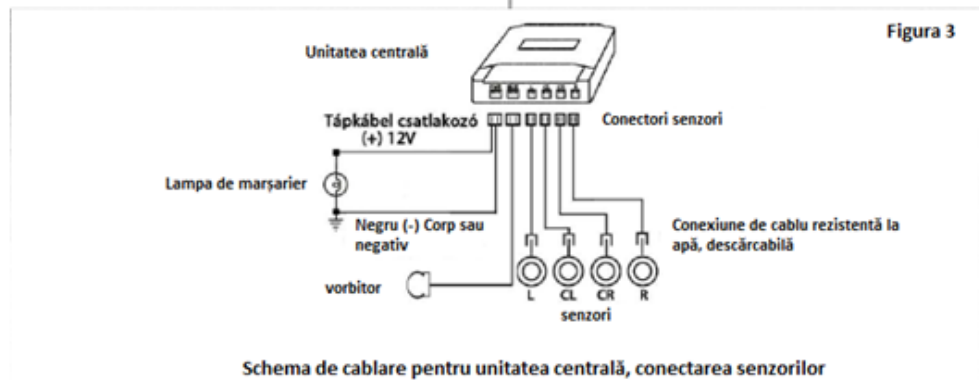 Figura 3
Unitatea centrală
Tápkábel csatlakozó
(+) 12V
Conectori senzori
Lampa de marșarier
Negru (-) Corp sau
negativ
Conexiune de cablu rezistentă la
apă, descărcabilă
vorbitor
L CL CR R
senzori
Schema de cablare pentru unitatea centrală, conectarea senzorilor